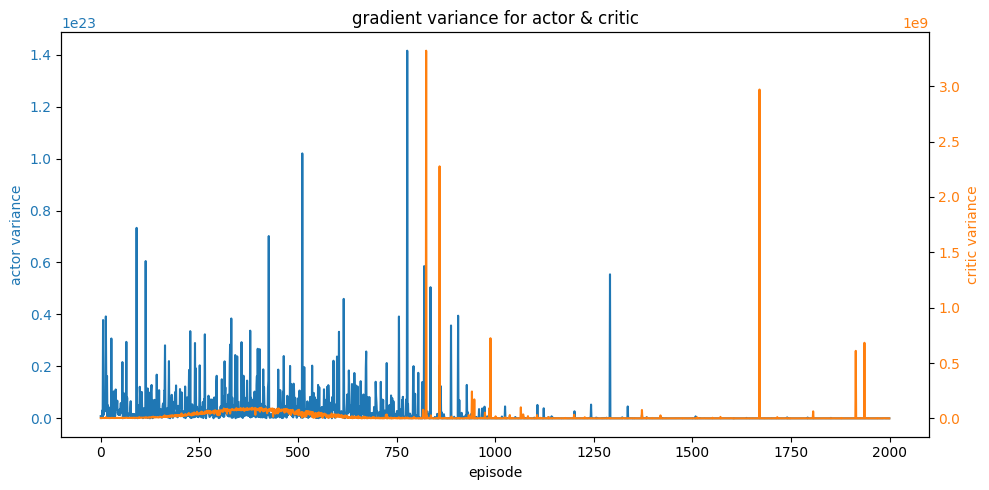 gradient variance for actor & critic
1e23
1e9
1.4
1.2
1.0
0.8
0.6
0.4
0.2
0.0
actor variance
3.0
2.5
2.0
1.5
1.0
0.5
0.0
critic variance
0 250 500 750 1000 1250 1500 1750 2000
episode